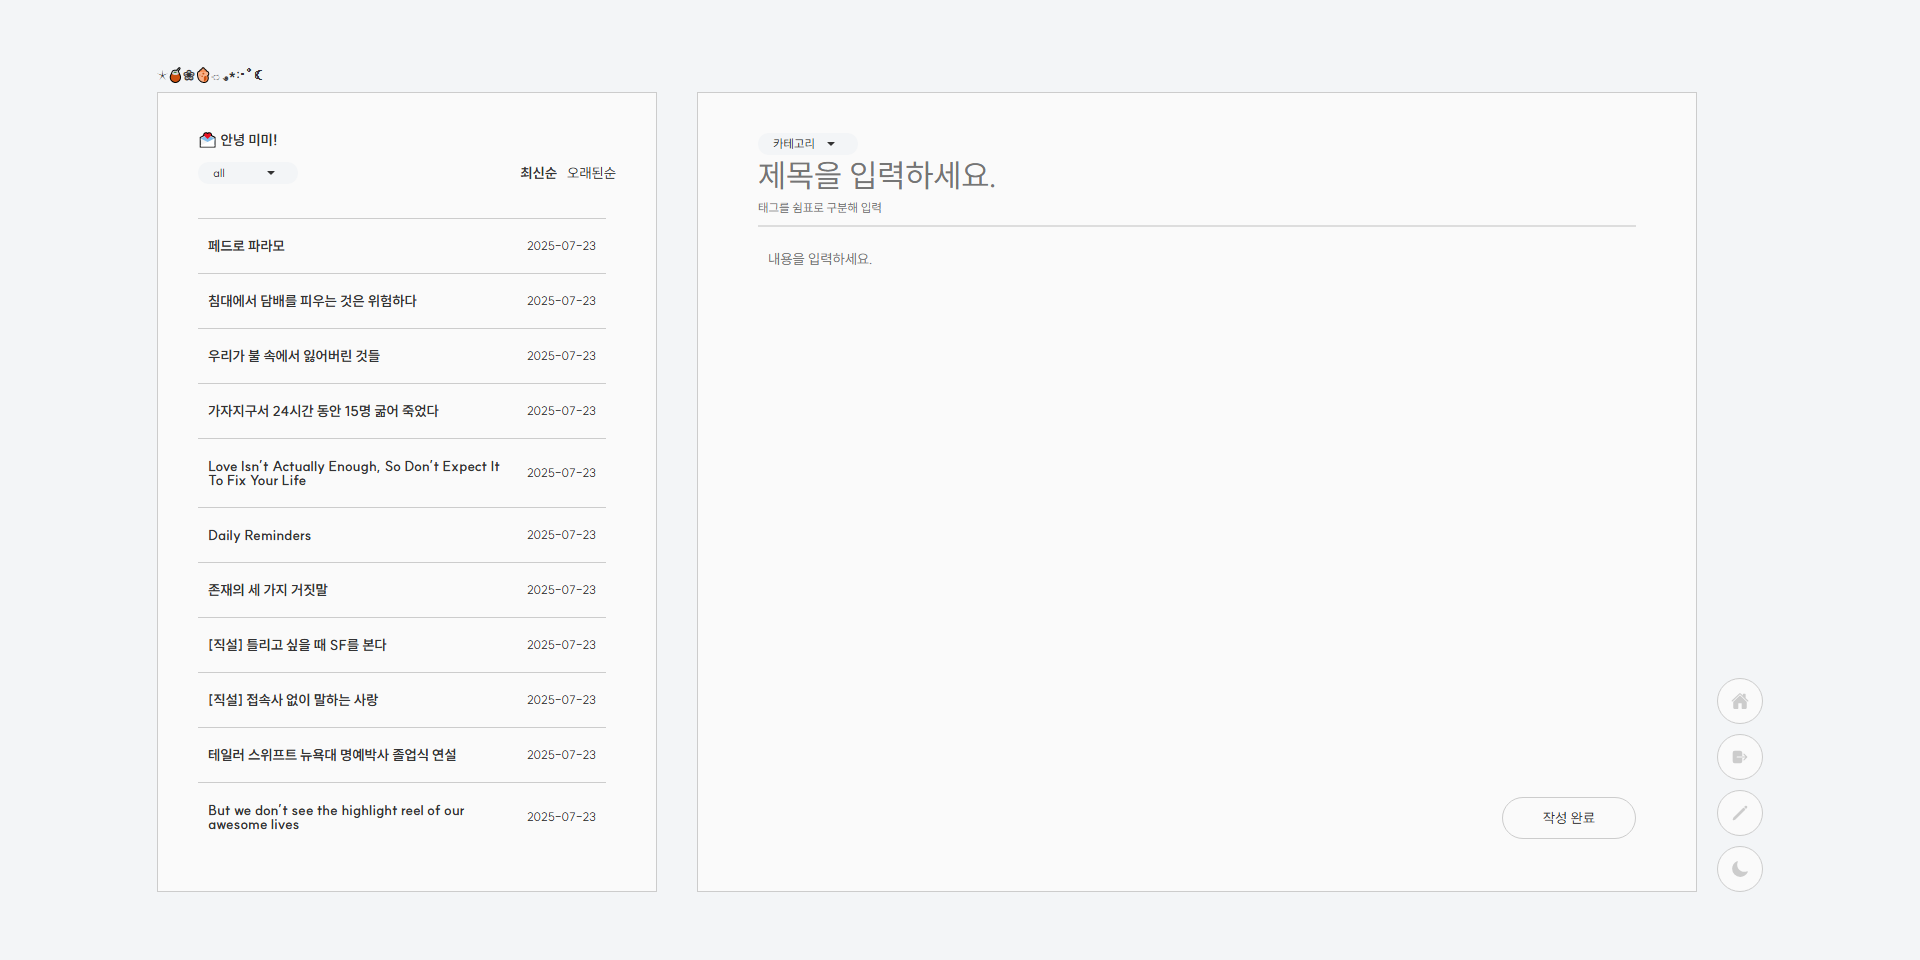 💌 안녕 미미!
all
최신순 오래된순
페드로 파라모 2025-07-23
침대에서 담배를 피우는 것은 위험하다 2025-07-23
우리가 불 속에서 잃어버린 것들 2025-07-23
가자지구서 24시간 동안 15명 굶어 죽었다 2025-07-23
Love Isn't Actually Enough, So Don't Expect It
To Fix Your Life 2025-07-23
Daily Reminders 2025-07-23
존재의 세 가지 거짓말 2025-07-23
[직설] 틀리고 싶을 때 SF를 본다 2025-07-23
[직설] 접속사 없이 말하는 사랑 2025-07-23
테일러 스위프트 뉴욕대 명예박사 졸업식 연설 2025-07-23
But we don't see the highlight reel of our
awesome lives 2025-07-23
카테고리
제목을 입력하세요.
태그를 쉼표로 구분해 입력
내용을 입력하세요.
작성 완료